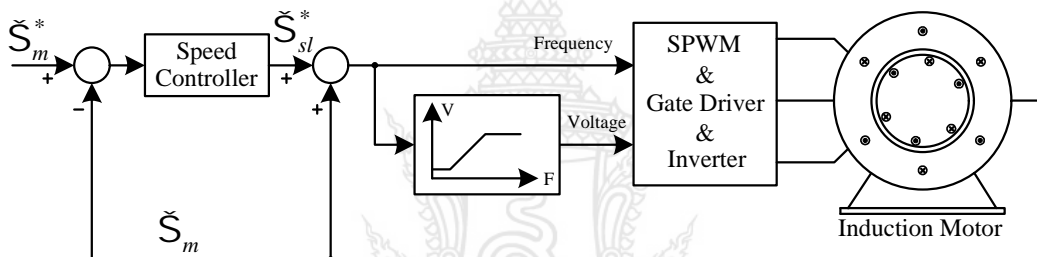 Š*m
Š*sl
+
−
Speed
Controller
+
+
Frequency
Voltage
V
F
SPWM
&
Gate Driver
&
Inverter
Induction Motor
Šm